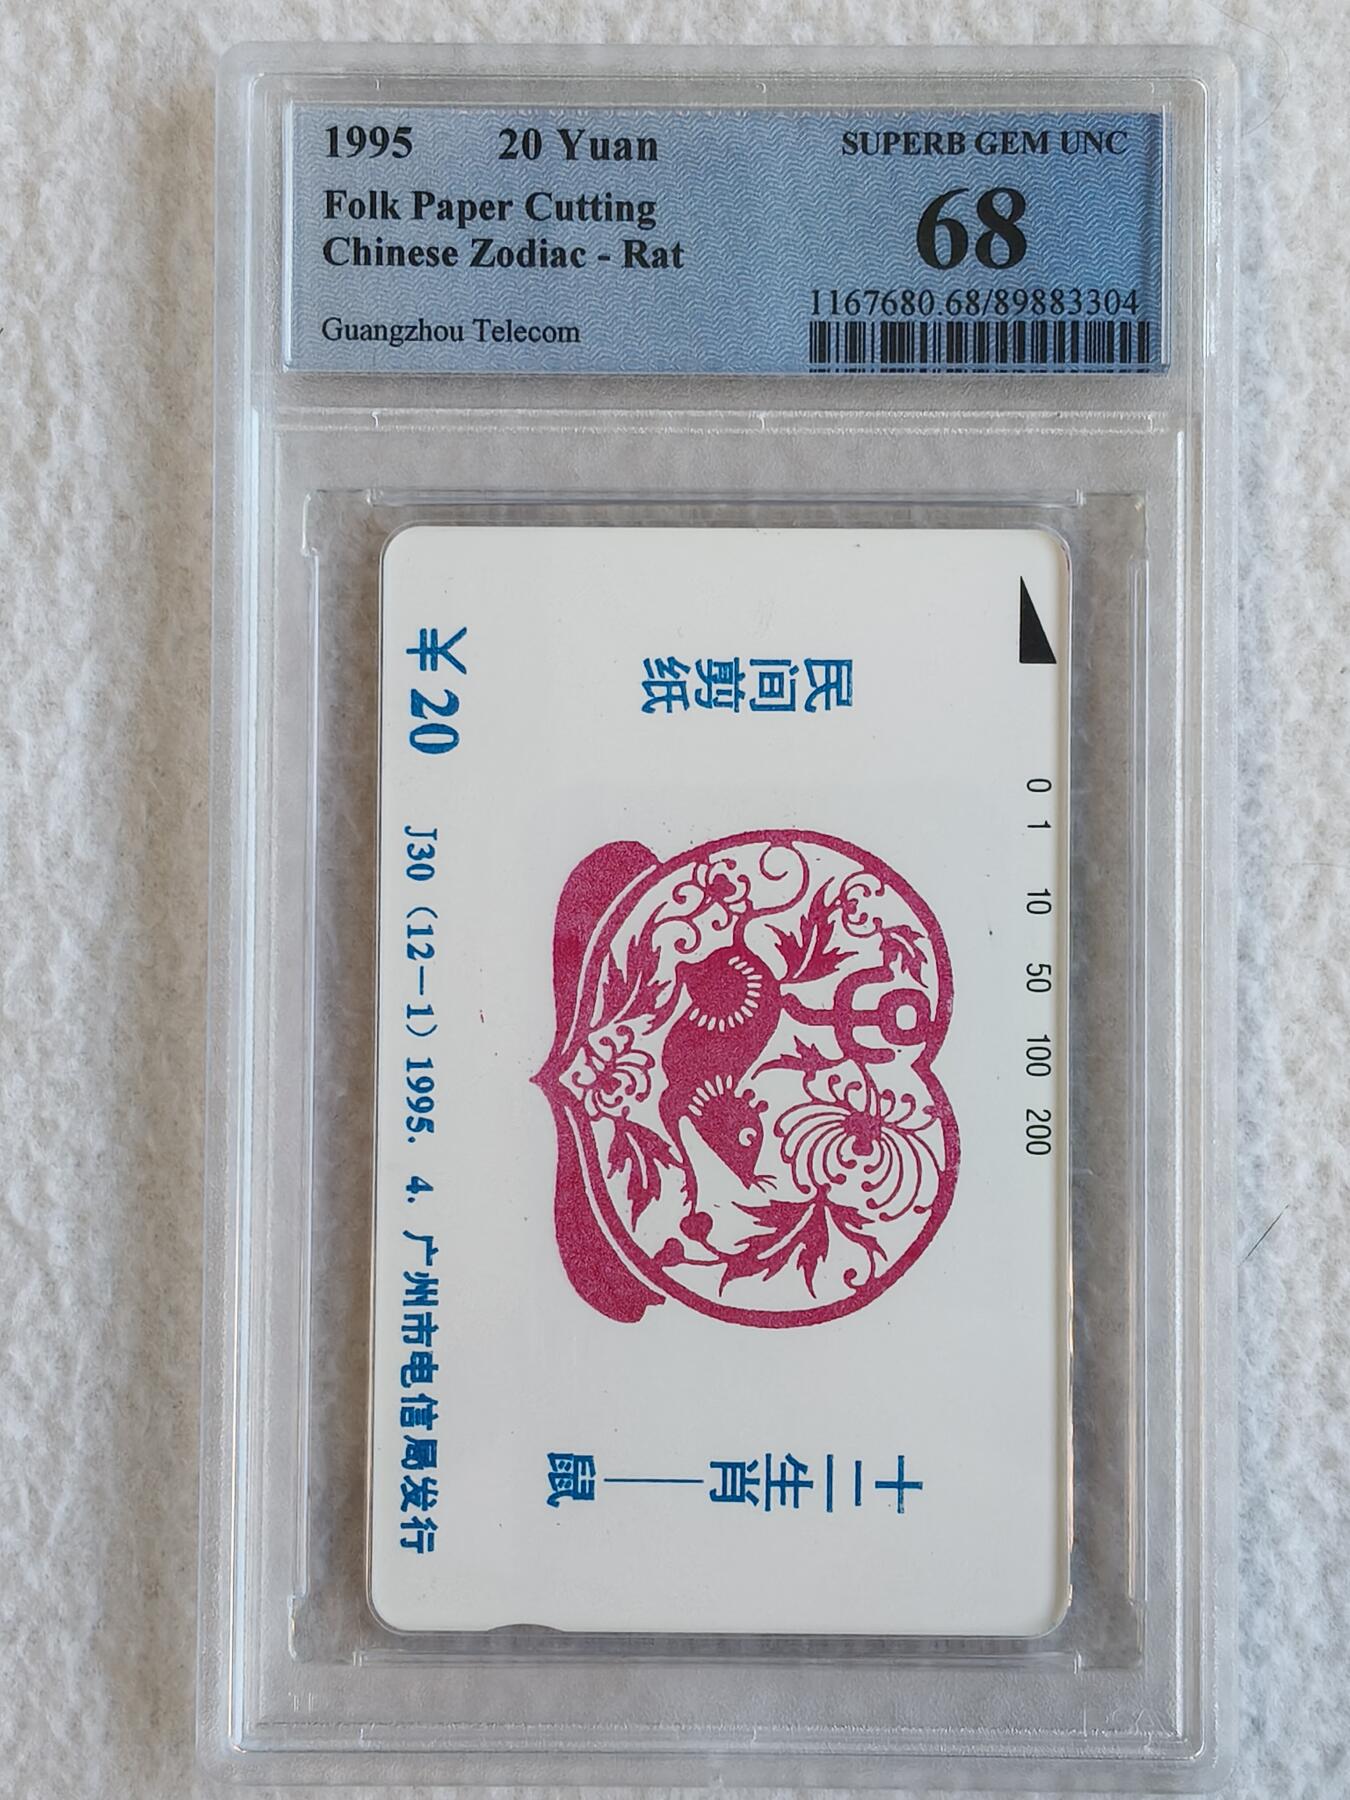 1995 20 Yuan
Folk Paper Cutting
Chinese Zodiac - Rat
Guangzhou Telecom
SUPERB GEM UNC
68
1167680.68/89883304
0 1 10 50 100 200
民间剪纸
十二生肖——鼠
¥20 J30（12—1）1995. 4. 广州市电信局发行